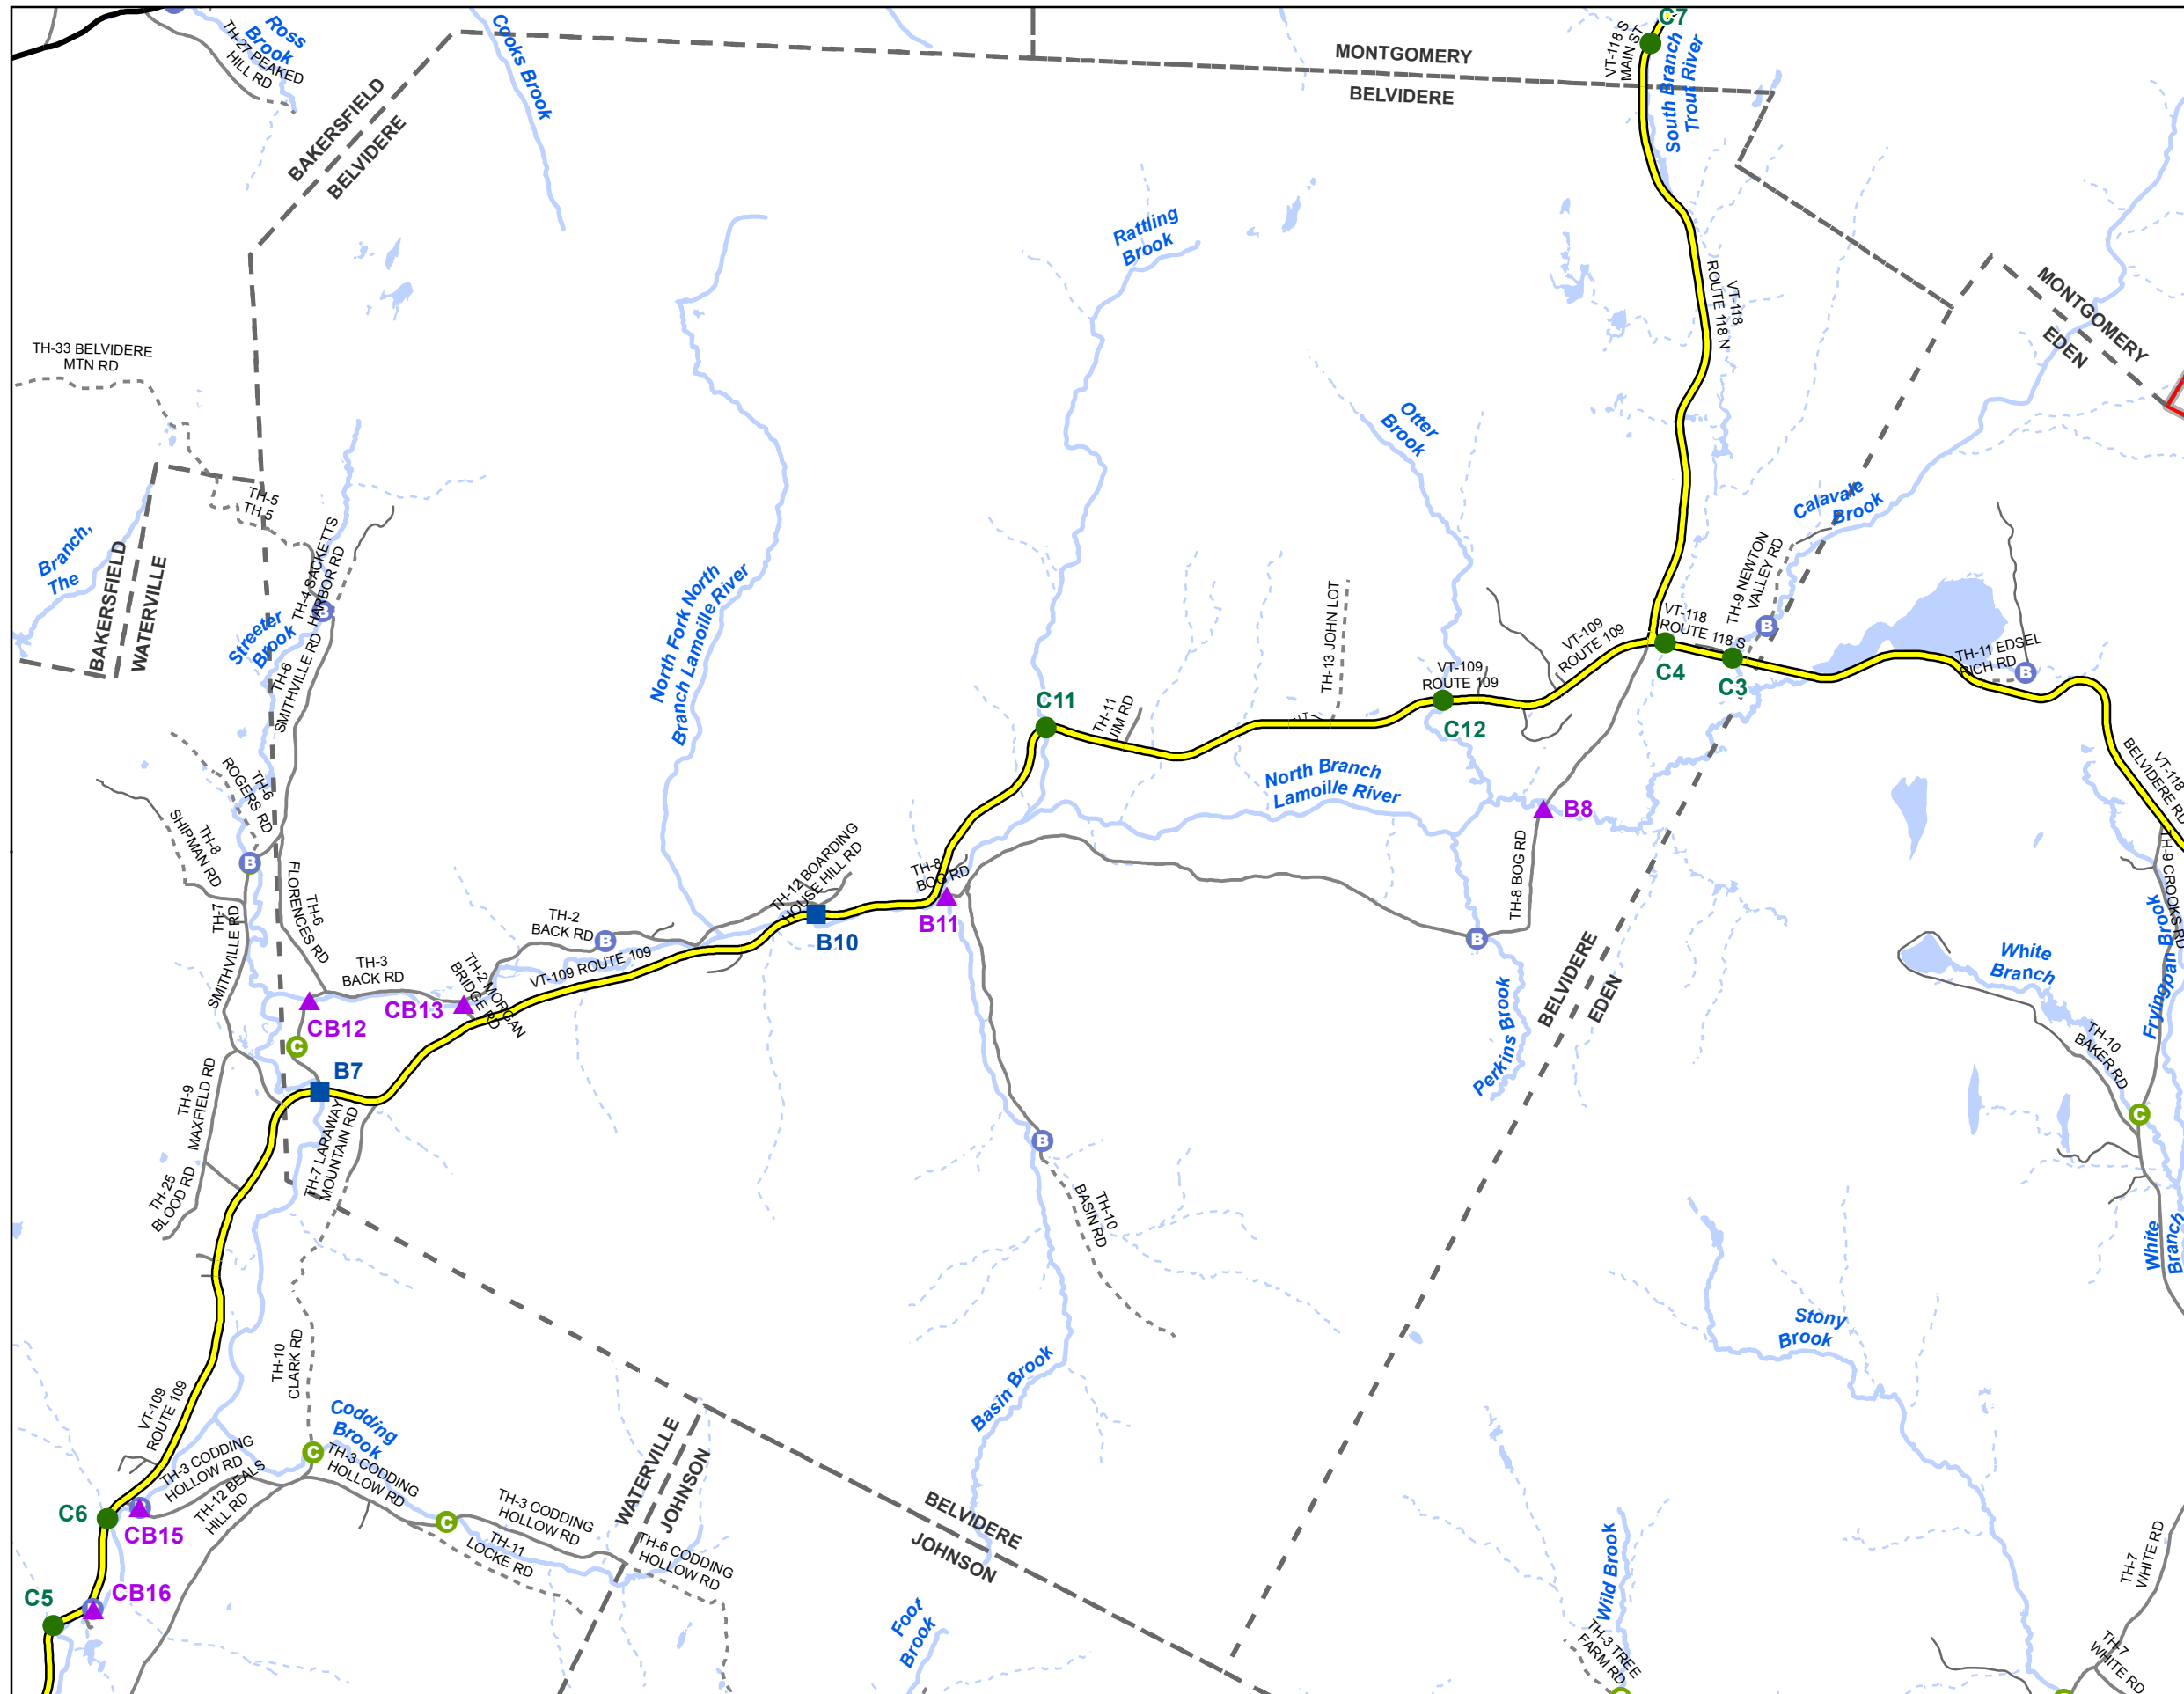 C7
Ross
Brook
TH-27 PEAKED
HILL RD
Cooks Brook
VT-118 S
MAIN ST
South Branch
Trout River
MONTGOMERY
BELVIDERE
BAKERSFIELD
BELVIDERE
Rattling
Brook
VT-118
ROUTE 118 N
MONTGOMERY
EDEN
TH-33 BELVIDERE
MTN RD
Otter
Brook
TH-5
TH 5
Calavale
Brook
Branch,
The
BAKERSFIELD
WATERVILLE
TH-4 SACKETTS
HARBOR RD
B
Streeter
Brook
TH-6
SMITHVILLE RD
North Fork North
Branch Lamoille River
TH-13 JOHN LOT
VT-109
ROUTE 109
VT-118
ROUTE 118 S
TH-9 NEWTON
VALLEY RD
B
C4
C3
TH-11 EDSEL
RICH RD
B
C11
TH-11
JIM RD
VT-109
ROUTE 109
C12
TH-6
ROGERS RD
TH-8
SHIPMAN RD
North Branch
Lamoille River
B8
VT-118
BELVIDERE RD
B
TH-6
FLORENCES RD
TH-12 BOARDING
HOUSE HILL RD
TH-8
BOG RD
B11
B10
TH-8 BOG RD
B
TH-9 CROOKS RD
Fryingpan Brook
TH-7
SMITHVILLE RD
TH-2
BACK RD
B
VT-109 ROUTE 109
TH-3
BACK RD
TH-2 MORGAN
BRIDGE RD
CB13
CB12
C
BELVIDERE
EDEN
White
Branch
Perkins Brook
TH-10
BAKER RD
C
B7
TH-9
MAXFIELD RD
TH-7 LARAWAY
MOUNTAIN RD
TH-25
BLOOD RD
B
TH-10
BASIN RD
White
Branch
Stony
Brook
TH-10
CLARK RD
Basin Brook
VT-109
ROUTE 109
Codding
Brook
C
TH-3 CODDING
HOLLOW RD
TH-3 CODDING
HOLLOW RD
TH-12 BEALS
HILL RD
C6
CB15
C
TH-3 CODDING
HOLLOW RD
TH-11
LOCKE RD
WATERVILLE
JOHNSON
TH-6 CODDING
HOLLOW RD
BELVIDERE
JOHNSON
Wild Brook
TH-7
WHITE RD
C5
CB16
Foot
Brook
TH-3 TREE
FARM RD
TH-7
WHITE RD